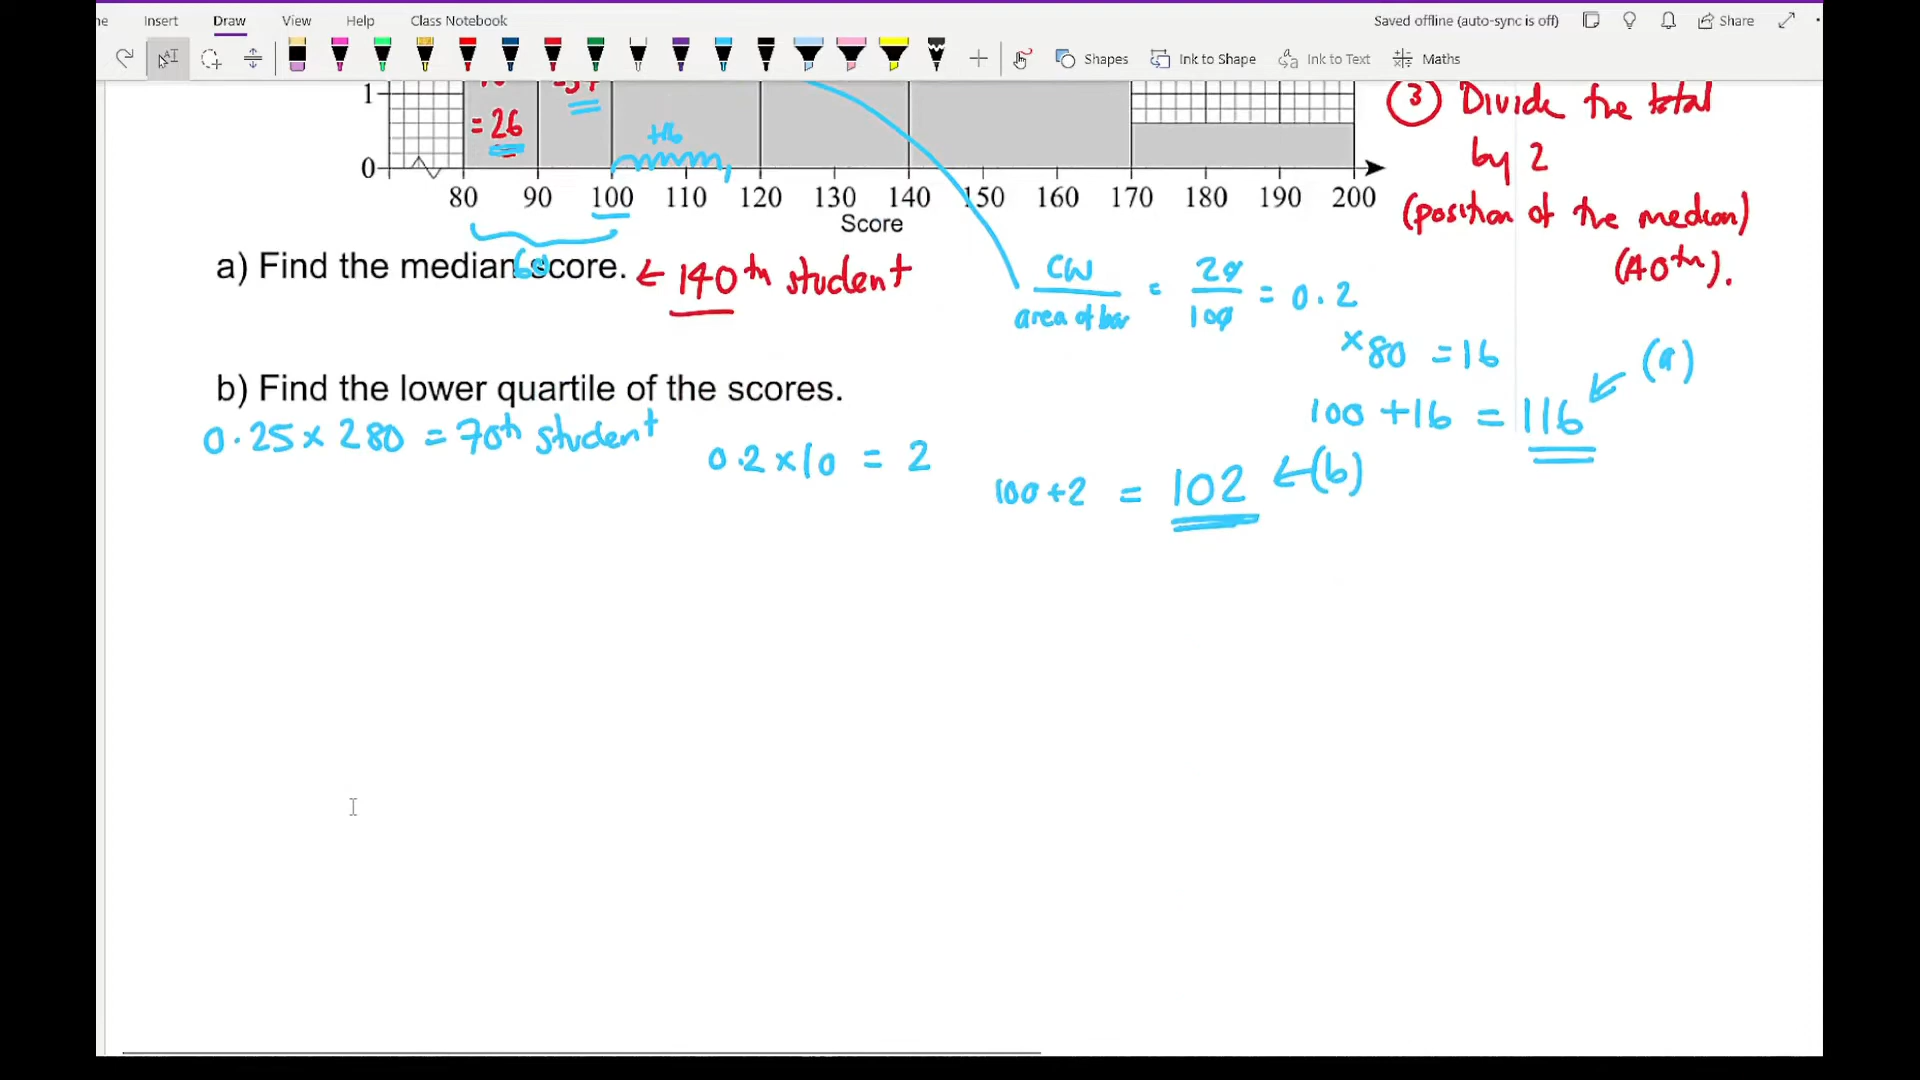 Insert Draw View Help Class Notebook Saved offline (auto-sync is off) Share
Shapes Ink to Shape Ink to Text Maths
1
= 26
+16
0
80 90 100 110 120 130 140 150 160 170 180 190 200
Score
③ Divide the total
by 2
(position of the median)
(140th).
60
a) Find the median score. ← 140th student
CW / area of bar = 20 / 100 = 0.2
×80 = 16
100 + 16 = 116 ← (a)
b) Find the lower quartile of the scores.
0.25 × 280 = 70th student
0.2 × 10 = 2
100 + 2 = 102 ← (b)